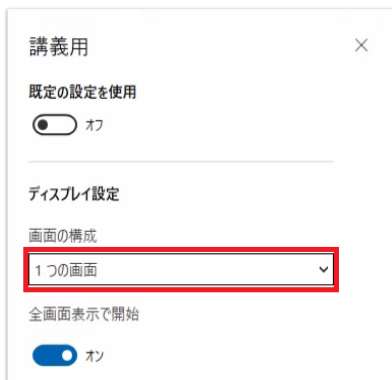 講義用
既定の設定を使用
オフ
ディスプレイ設定
画面の構成
1 つの画面
全画面表示で開始
オン